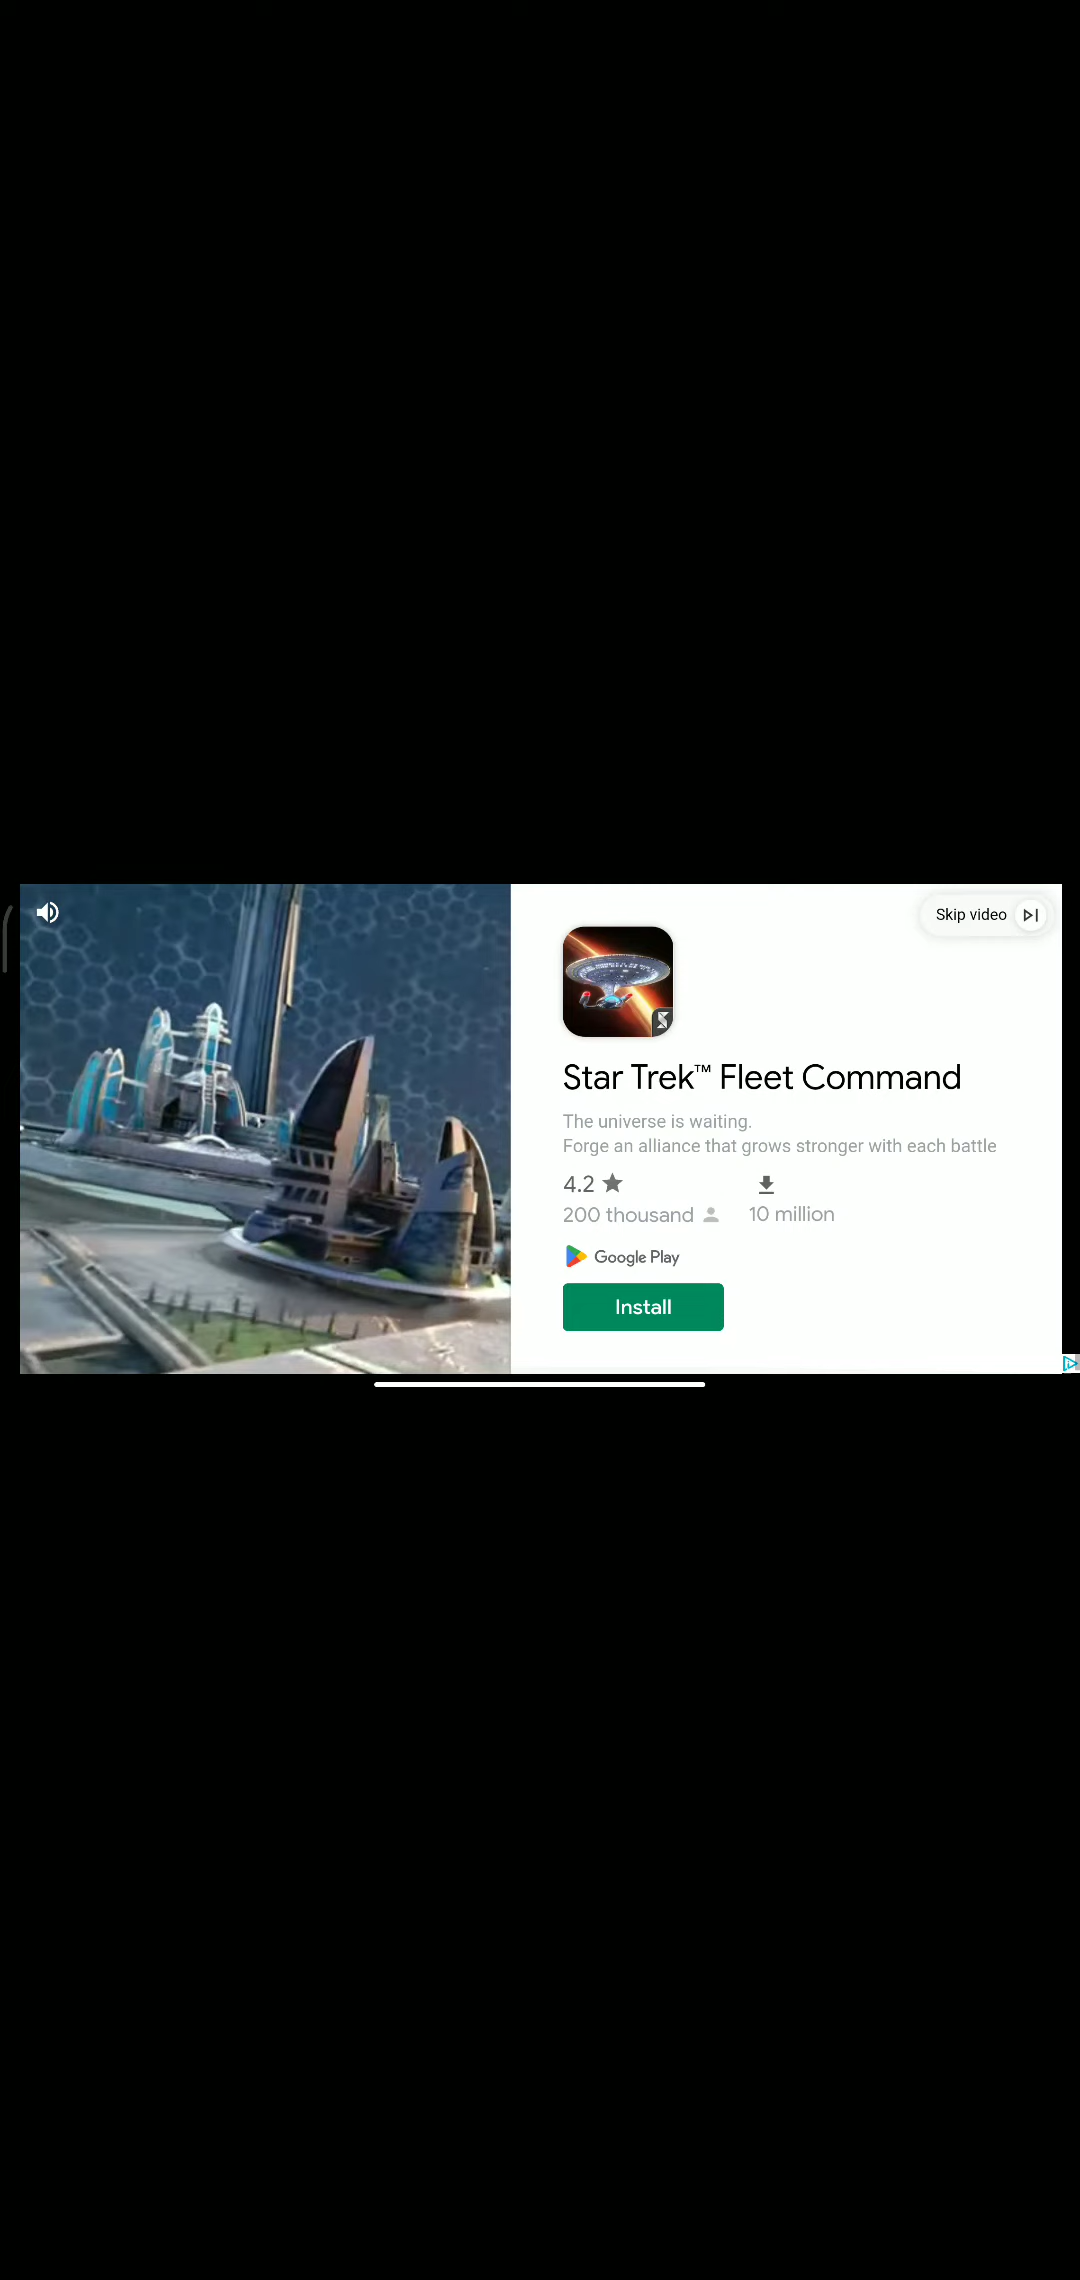 Skip video
Star Trek™ Fleet Command
The universe is waiting.
Forge an alliance that grows stronger with each battle
4.2
200 thousand
10 million
Google Play
Install